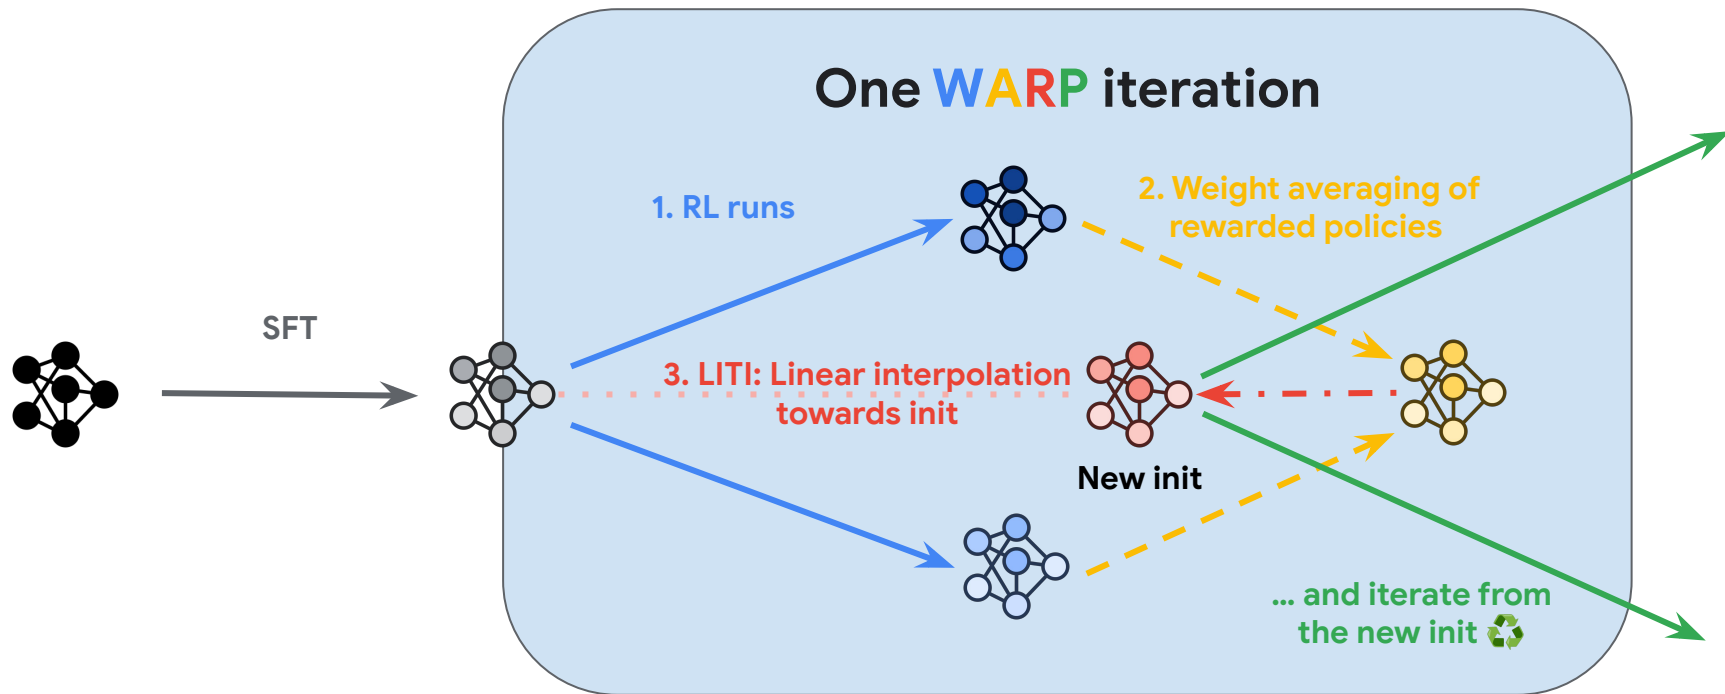 One WARP iteration
1. RL runs
2. Weight averaging of
rewarded policies
SFT
3. LITI: Linear interpolation
towards init
New init
... and iterate from
the new init ♻️